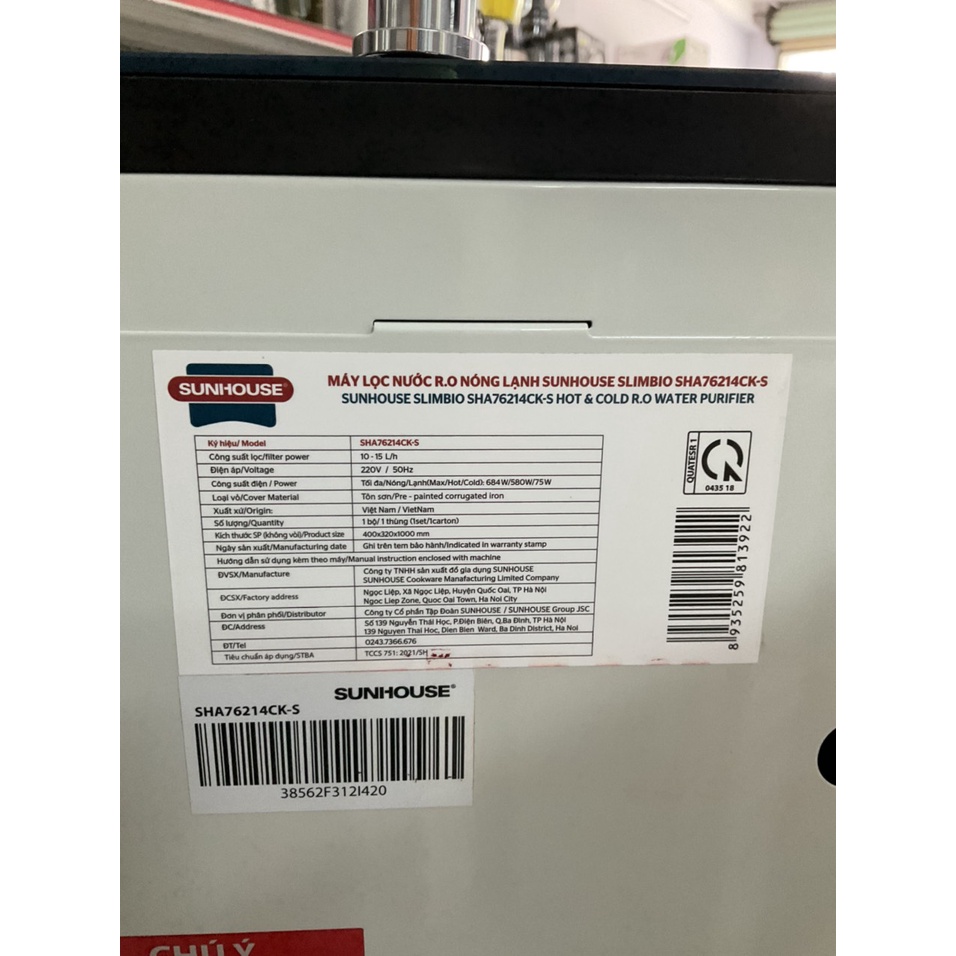 SUNHOUSE®
MÁY LỌC NƯỚC R.O NÓNG LẠNH SUNHOUSE SLIMBIO SHA76214CK-S
SUNHOUSE SLIMBIO SHA76214CK-S HOT & COLD R.O WATER PURIFIER
Ký hiệu/ Model SHA76214CK-S
Công suất lọc/filter power 10 - 15 L/h
Điện áp/Voltage 220V / 50Hz
Công suất điện / Power Tối đa/Nóng/Lạnh(Max/Hot/Cold): 684W/580W/75W
Loại vỏ/Cover Material Tôn sơn/Pre - painted corrugated iron
Xuất xứ/Origin: Việt Nam / VietNam
Số lượng/Quantity 1 bộ/ 1 thùng (1set/1carton)
Kích thước SP (không vòi)/Product size 400x320x1000 mm
Ngày sản xuất/Manufacturing date Ghi trên tem bảo hành/Indicated in warranty stamp
Hướng dẫn sử dụng kèm theo máy/Manual instruction enclosed with machine
ĐVSX/Manufacture Công ty TNHH sản xuất đồ gia dụng SUNHOUSE
SUNHOUSE Cookware Manafacturing Limited Company
ĐCSX/Factory address Ngọc Liệp, Xã Ngọc Liệp, Huyện Quốc Oai, TP Hà Nội
Ngoc Liep Zone, Quoc Oai Town, Ha Noi City
Đơn vị phân phối/Distributor Công ty Cổ phần Tập Đoàn SUNHOUSE / SUNHOUSE Group JSC
ĐC/Address Số 139 Nguyễn Thái Học, P.Điện Biên, Q.Ba Đình, TP Hà Nội
139 Nguyen Thai Hoc, Dien Bien Ward, Ba Dinh District, Ha Noi
ĐT/Tel 0243.7366.676
Tiêu chuẩn áp dụng/STBA TCCS 751: 2021/SH
QUATESR 1
0435 18
8 935259 813922
SUNHOUSE®
SHA76214CK-S
38562F312I420
CHÚ Ý